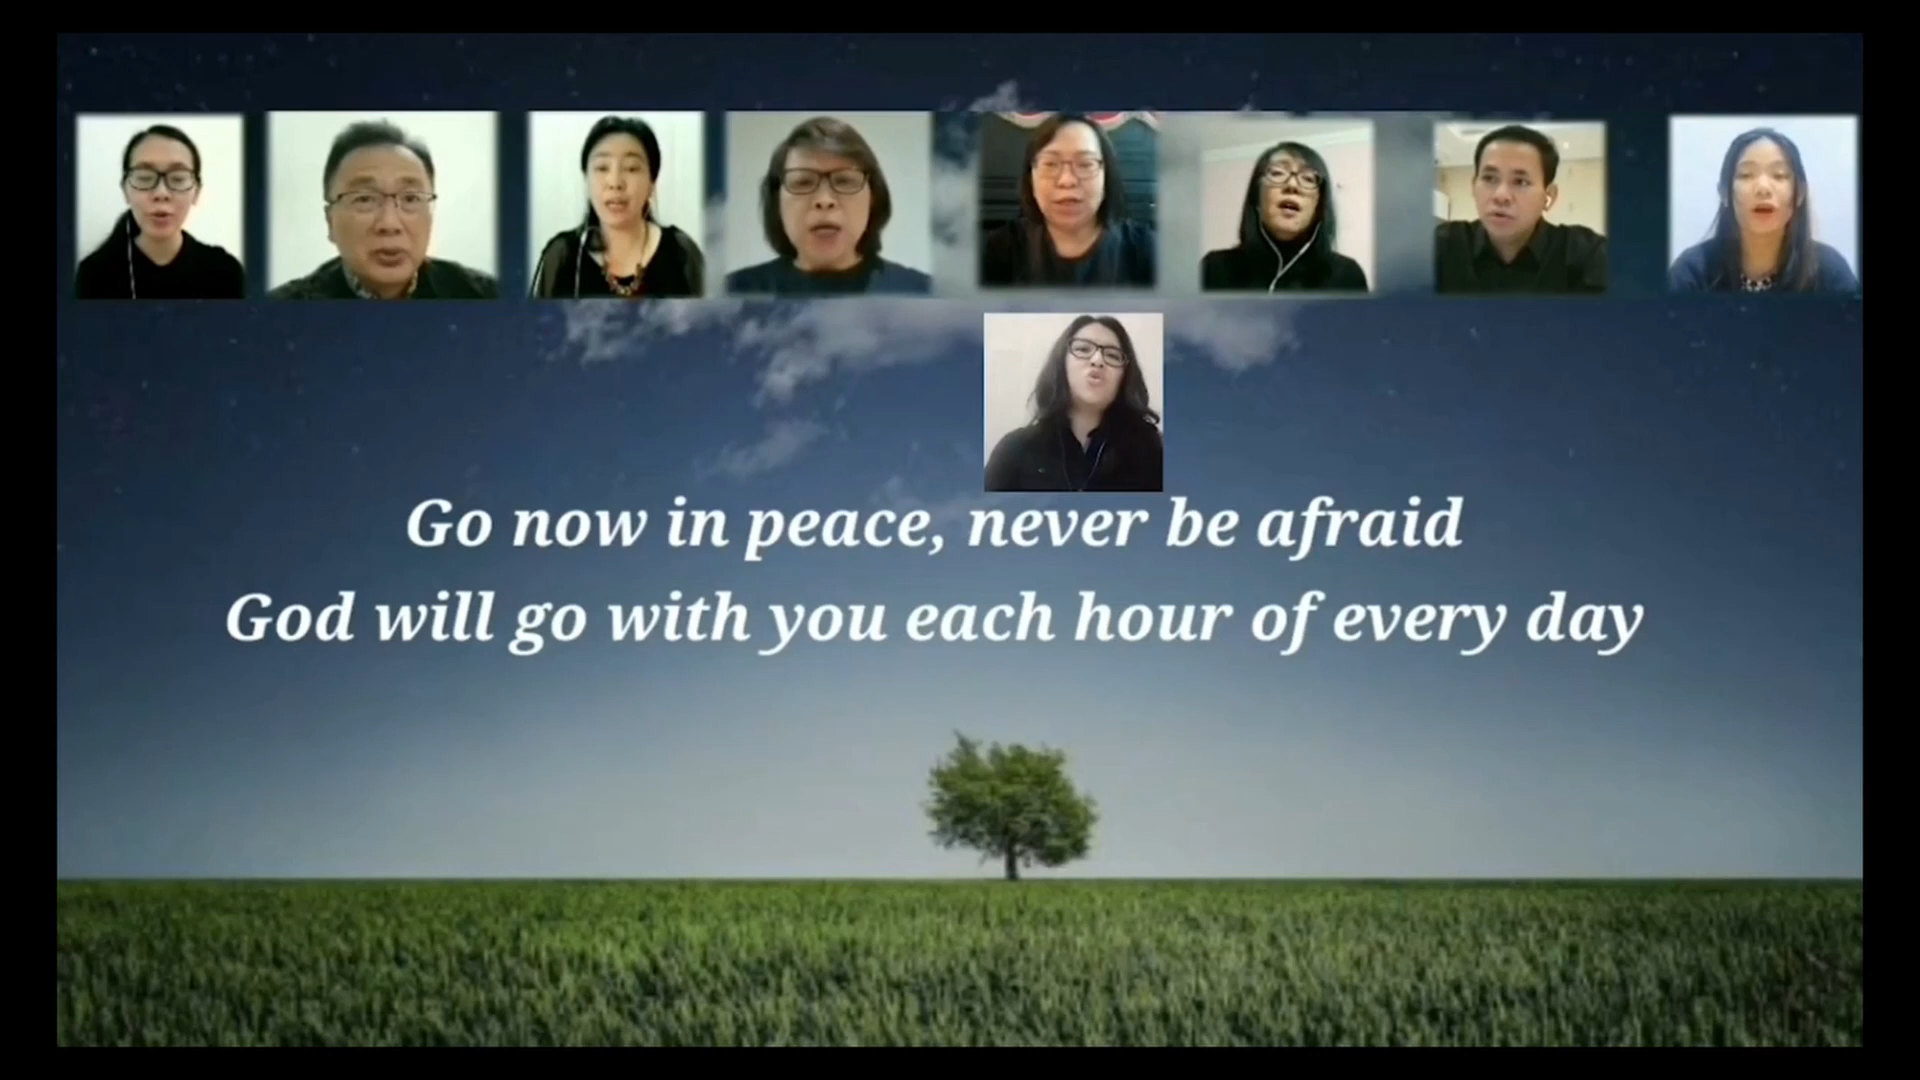 Go now in peace, never be afraid
God will go with you each hour of every day